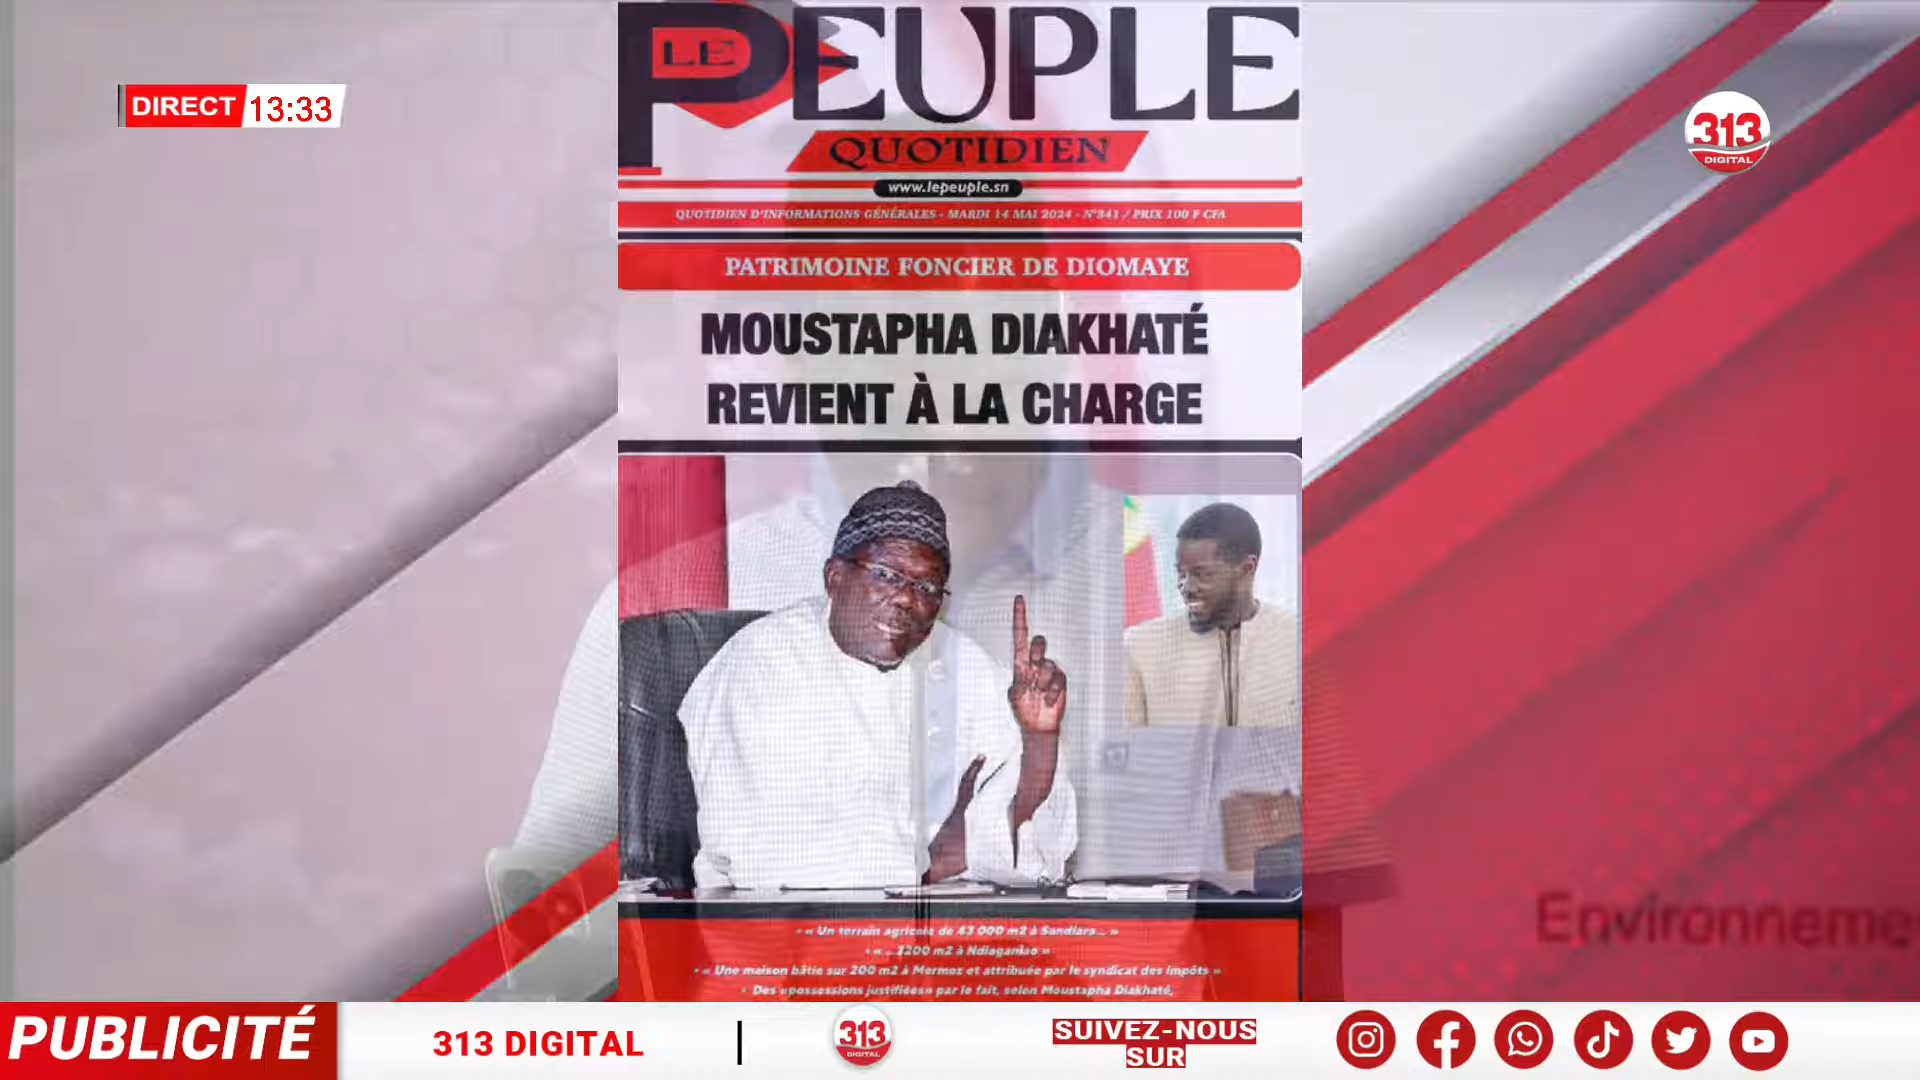 LE PEUPLE
QUOTIDIEN
www.lepeuple.sn
QUOTIDIEN D'INFORMATIONS GÉNÉRALES - MARDI 14 MAI 2024 - N°841 / PRIX 100 F CFA
DIRECT 13:33
313
DIGITAL
PATRIMOINE FONCIER DE DIOMAYE
MOUSTAPHA DIAKHATÉ
REVIENT À LA CHARGE
Environneme
• « Un terrain agricole de 43 000 m2 à Sandiara... »
• « ... 1200 m2 à Ndiaganiao »
• « Une maison bâtie sur 200 m2 à Mermoz et attribuée par le syndicat des Impôts »
• Des «possessions justifiées» par le fait, selon Moustapha Diakhaté,
PUBLICITÉ
313 DIGITAL
313
DIGITAL
SUIVEZ-NOUS
SUR